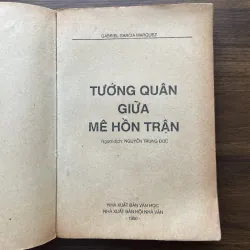 GABRIEL GARCIA MARQUEZ
TƯỚNG QUÂN
GIỮA
MÊ HỒN TRẬN
Người dịch: NGUYỄN TRUNG ĐỨC
NHÀ XUẤT BẢN VĂN HỌC
NHÀ XUẤT BẢN HỘI NHÀ VĂN